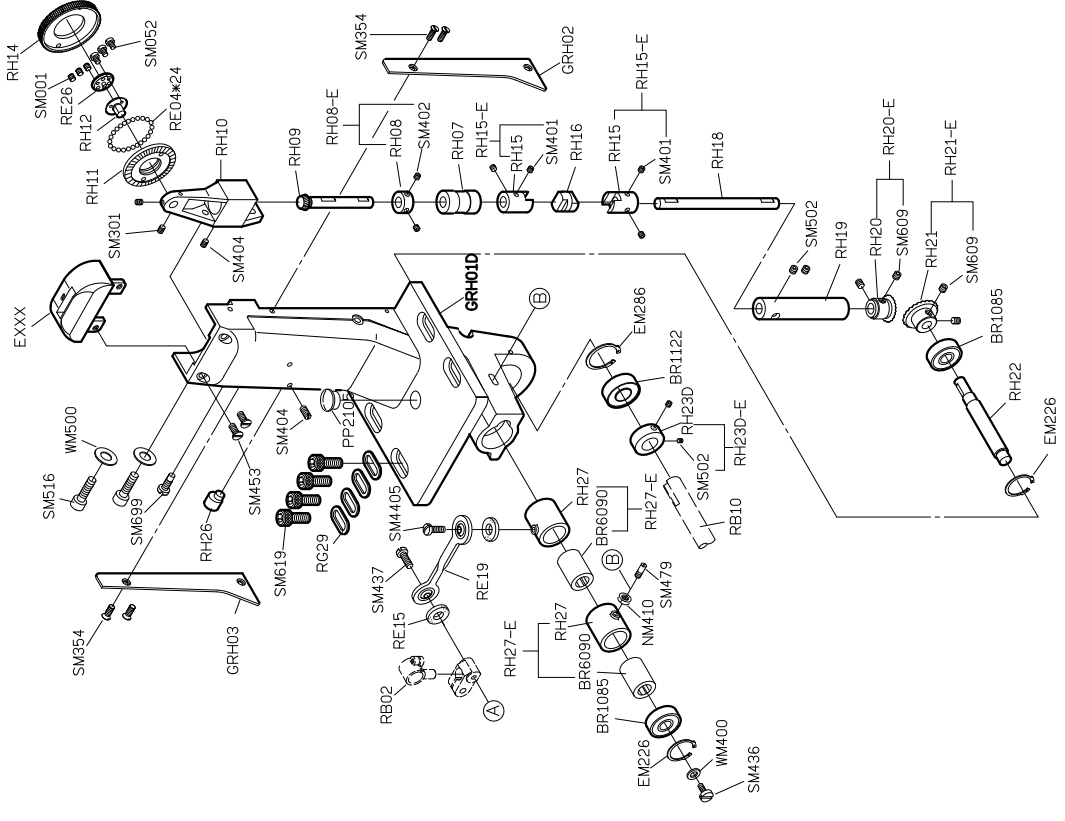 RH14
SM001
RE26
RH12
SM052
RE04*24
RH11
RH10
SM301
SM404
EXXX
SM354
GRH02
RH09
RH08-E
RH08
SM402
RH07
RH15-E
RH15
SM401
RH16
RH15-E
RH15
SM401
RH18
SM502
RH19
RH20-E
RH20
SM609
RH21-E
RH21
SM609
BR1085
RH22
EM226
GRH01D
B
EM286
BR1122
RH23D
RH23D-E
SM502
RB10
WM500
SM516
SM699
SM453
SM404
PP2105
RH26
SM619
RG29
SM4405
SM437
RE19
RE15
RB02
A
RH27
BR6090
RH27-E
B
SM479
NM410
RH27
RH27-E
BR6090
BR1085
EM226
WM400
SM436
SM354
GRH03